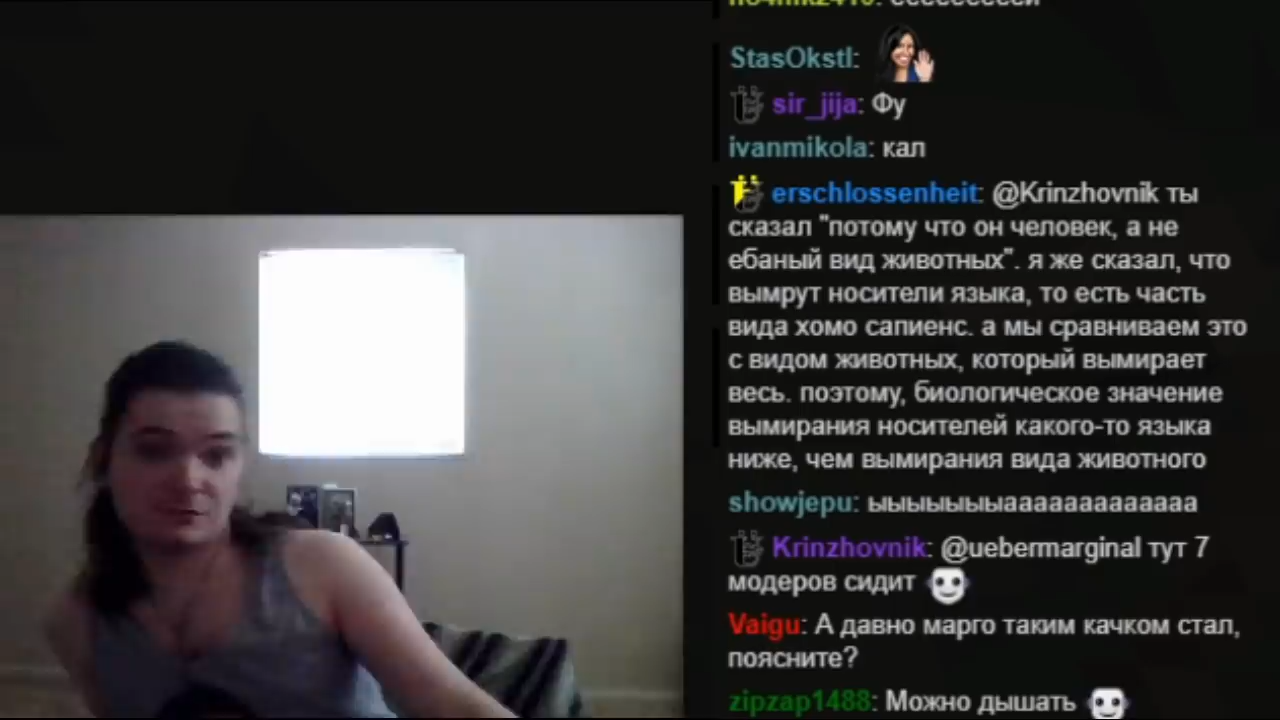 StasOkstl:
sir_jija: Фу
ivanmikola: кал
erschlossenheit: @Krinzhovnik ты
сказал "потому что он человек, а не
ебаный вид животных". я же сказал, что
вымрут носители языка, то есть часть
вида хомо сапиенс. а мы сравниваем это
с видом животных, который вымирает
весь. поэтому, биологическое значение
вымирания носителей какого-то языка
ниже, чем вымирания вида животного
showjepu: ыыыыыыыааааааааааааа
Krinzhovnik: @uebermarginal тут 7
модеров сидит
Vaigu: А давно марго таким качком стал,
поясните?
zipzap1488: Можно дышать